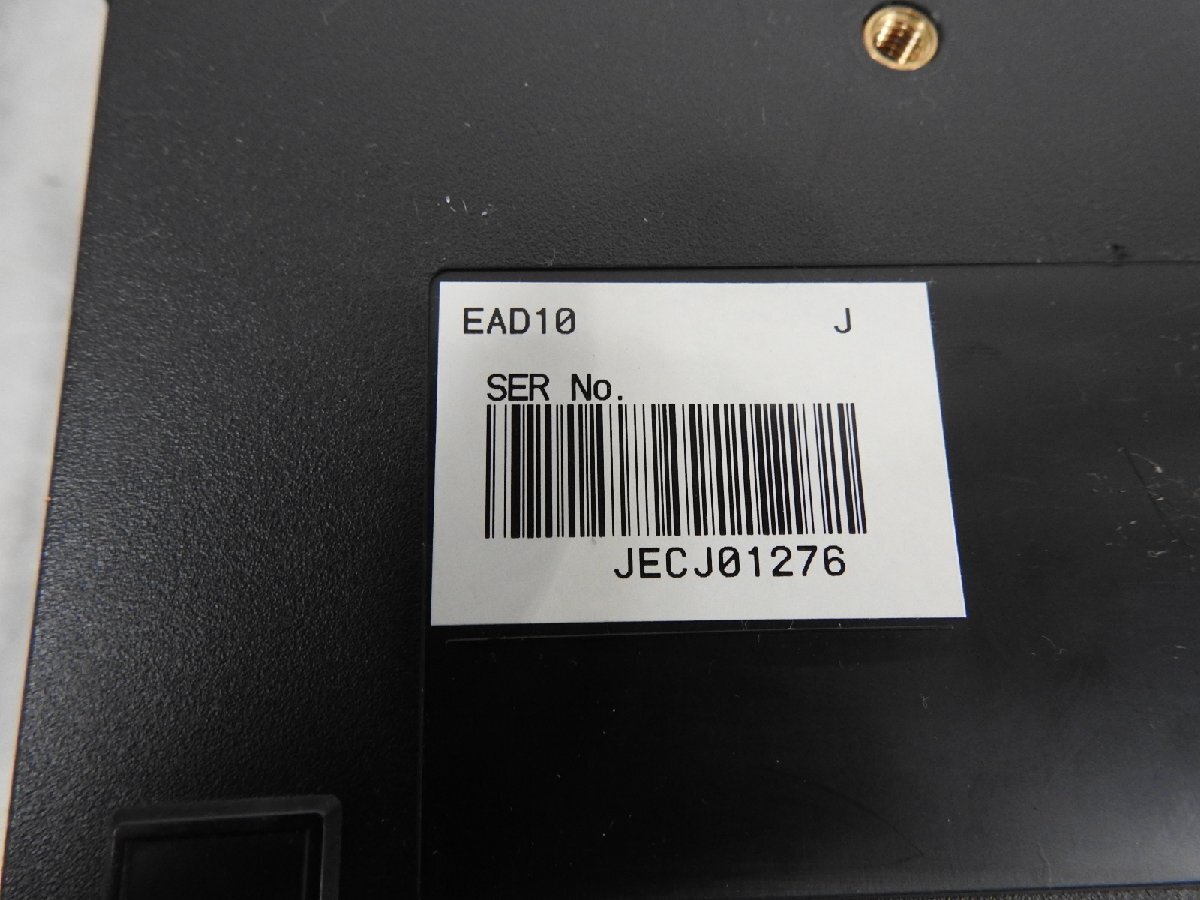 EAD10 J
SER No.
JECJ01276